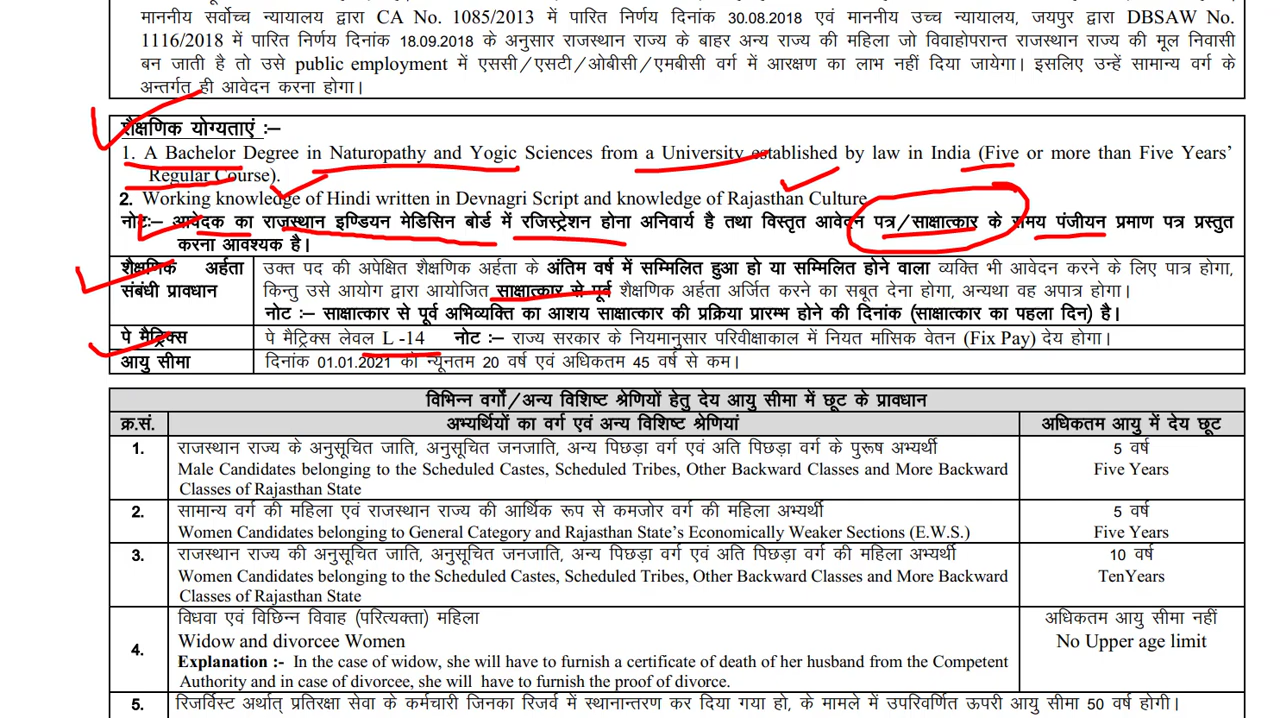 माननीय सर्वोच्च न्यायालय द्वारा CA No. 1085/2013 में पारित निर्णय दिनांक 30.08.2018 एवं माननीय उच्च न्यायालय, जयपुर द्वारा DBSAW No.
1116/2018 में पारित निर्णय दिनांक 18.09.2018 के अनुसार राजस्थान राज्य के बाहर अन्य राज्य की महिला जो विवाहोपरान्त राजस्थान राज्य की मूल निवासी
बन जाती है तो उसे public employment में एससी/एसटी/ओबीसी/एमबीसी वर्ग में आरक्षण का लाभ नहीं दिया जायेगा। इसलिए उन्हें सामान्य वर्ग के
अन्तर्गत ही आवेदन करना होगा।
शैक्षणिक योग्यताएं :–
1. A Bachelor Degree in Naturopathy and Yogic Sciences from a University established by law in India (Five or more than Five Years’
Regular Course).
2. Working knowledge of Hindi written in Devnagri Script and knowledge of Rajasthan Culture.
नोटः– आवेदक का राजस्थान इण्डियन मेडिसिन बोर्ड में रजिस्ट्रेशन होना अनिवार्य है तथा विस्तृत आवेदन पत्र/साक्षात्कार के समय पंजीयन प्रमाण पत्र प्रस्तुत
करना आवश्यक है।
शैक्षणिक अर्हता संबंधी प्रावधान
उक्त पद की अपेक्षित शैक्षणिक अर्हता के अंतिम वर्ष में सम्मिलित हुआ हो या सम्मिलित होने वाला व्यक्ति भी आवेदन करने के लिए पात्र होगा,
किन्तु उसे आयोग द्वारा आयोजित साक्षात्कार से पूर्व शैक्षणिक अर्हता अर्जित करने का सबूत देना होगा, अन्यथा वह अपात्र होगा।
नोट :– साक्षात्कार से पूर्व अभिव्यक्ति का आशय साक्षात्कार की प्रक्रिया प्रारम्भ होने की दिनांक (साक्षात्कार का पहला दिन) है।
पे मैट्रिक्स पे मैट्रिक्स लेवल L -14 नोट :– राज्य सरकार के नियमानुसार परिवीक्षाकाल में नियत मासिक वेतन (Fix Pay) देय होगा।
आयु सीमा दिनांक 01.01.2021 को न्यूनतम 20 वर्ष एवं अधिकतम 45 वर्ष से कम।
विभिन्न वर्गों/अन्य विशिष्ट श्रेणियों हेतु देय आयु सीमा में छूट के प्रावधान
क्र.सं. अभ्यर्थियों का वर्ग एवं अन्य विशिष्ट श्रेणियां अधिकतम आयु में देय छूट
1. राजस्थान राज्य के अनुसूचित जाति, अनुसूचित जनजाति, अन्य पिछड़ा वर्ग एवं अति पिछड़ा वर्ग के पुरूष अभ्यर्थी 5 वर्ष
Male Candidates belonging to the Scheduled Castes, Scheduled Tribes, Other Backward Classes and More Backward Five Years
Classes of Rajasthan State
2. सामान्य वर्ग की महिला एवं राजस्थान राज्य की आर्थिक रूप से कमजोर वर्ग की महिला अभ्यर्थी 5 वर्ष
Women Candidates belonging to General Category and Rajasthan State’s Economically Weaker Sections (E.W.S.) Five Years
3. राजस्थान राज्य की अनुसूचित जाति, अनुसूचित जनजाति, अन्य पिछड़ा वर्ग एवं अति पिछड़ा वर्ग की महिला अभ्यर्थी 10 वर्ष
Women Candidates belonging to the Scheduled Castes, Scheduled Tribes, Other Backward Classes and More Backward TenYears
Classes of Rajasthan State
विधवा एवं विछिन्न विवाह (परित्यक्ता) महिला अधिकतम आयु सीमा नहीं
4. Widow and divorcee Women No Upper age limit
Explanation :- In the case of widow, she will have to furnish a certificate of death of her husband from the Competent
Authority and in case of divorcee, she will have to furnish the proof of divorce.
5. रिजर्विस्ट अर्थात् प्रतिरक्षा सेवा के कर्मचारी जिनका रिजर्व में स्थानान्तरण कर दिया गया हो, के मामले में उपरिवर्णित ऊपरी आयु सीमा 50 वर्ष होगी।